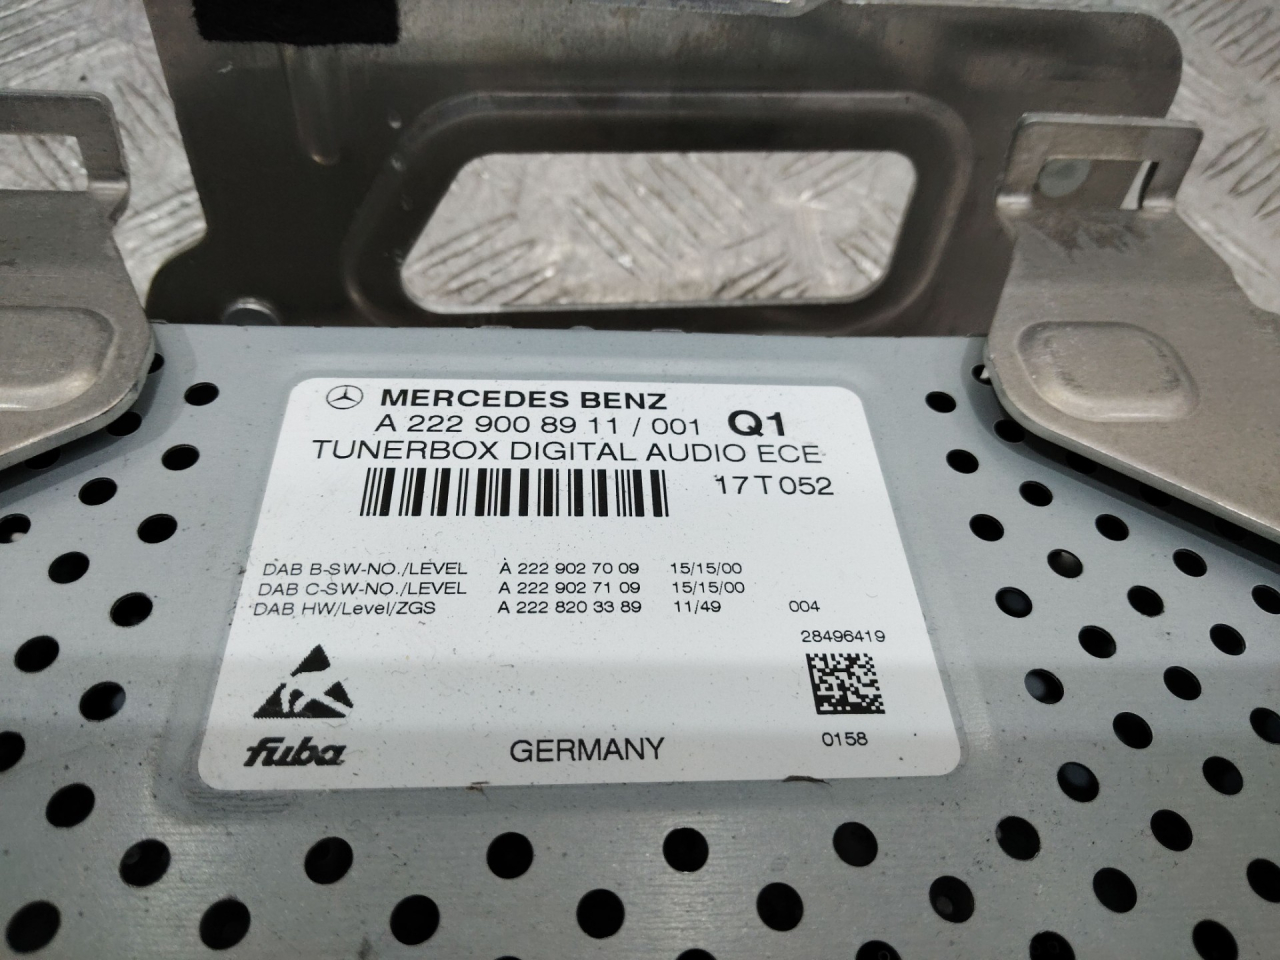 MERCEDES BENZ
A 222 900 89 11 / 001 Q1
TUNERBOX DIGITAL AUDIO ECE
17T052
DAB B-SW-NO./LEVEL A 222 902 70 09 15/15/00
DAB C-SW-NO./LEVEL A 222 902 71 09 15/15/00
DAB HW/Level/ZGS A 222 820 33 89 11/49 004
28496419
0158
fuba
GERMANY